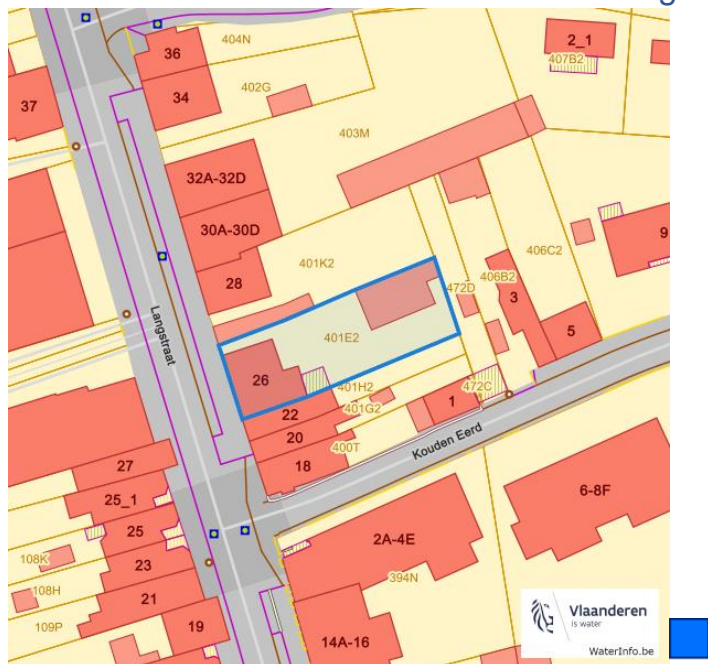 36
404N
2_1
407B2
402G
34
37
403M
32A-32D
30A-30D
406C2
9
401K2
406B2
472D
28
3
Langstraat
401E2
5
26
472C
401H2
401G2
1
22
20
400T
18
Kouden Eerd
27
25_1
6-8F
25
2A-4E
108K
23
394N
108H
21
109P
19
14A-16
Vlaanderen
is water
WaterInfo.be